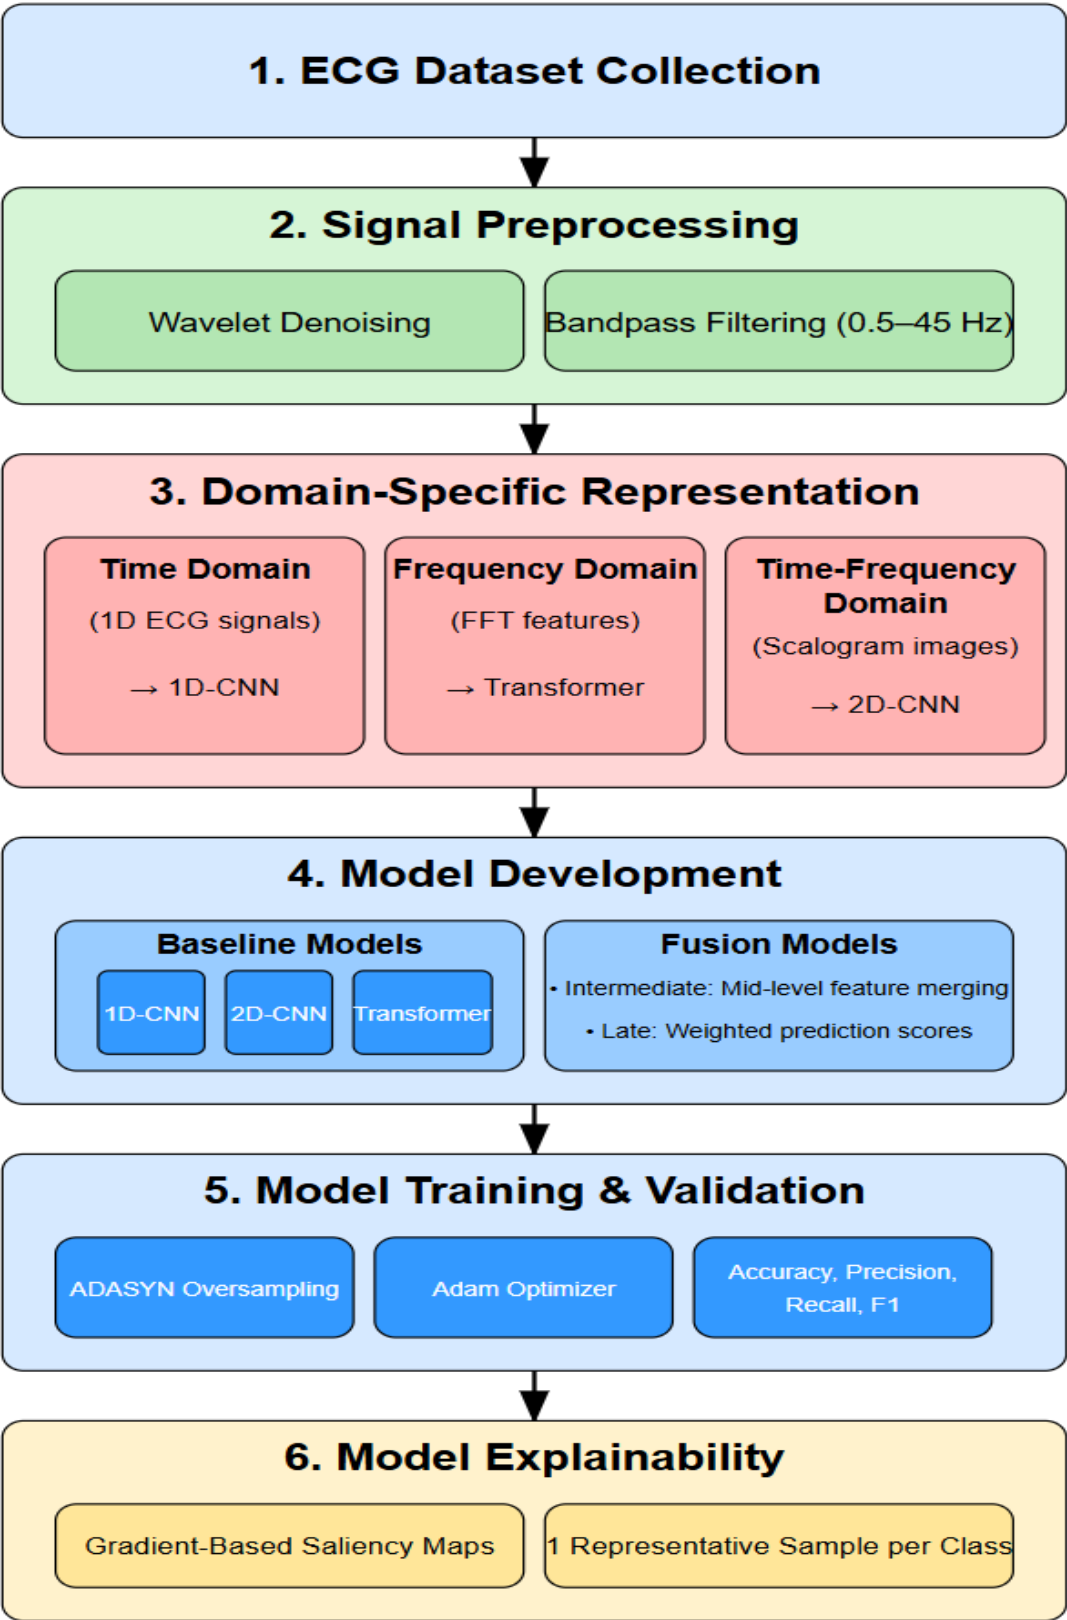 1. ECG Dataset Collection
2. Signal Preprocessing
Wavelet Denoising
Bandpass Filtering (0.5–45 Hz)
3. Domain-Specific Representation
Time Domain
(1D ECG signals)
→ 1D-CNN
Frequency Domain
(FFT features)
→ Transformer
Time-Frequency
Domain
(Scalogram images)
→ 2D-CNN
4. Model Development
Baseline Models
1D-CNN
2D-CNN
Transformer
Fusion Models
• Intermediate: Mid-level feature merging
• Late: Weighted prediction scores
5. Model Training & Validation
ADASYN Oversampling
Adam Optimizer
Accuracy, Precision,
Recall, F1
6. Model Explainability
Gradient-Based Saliency Maps
1 Representative Sample per Class